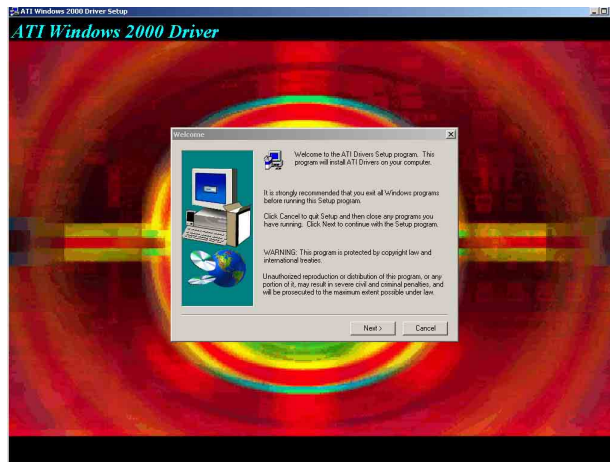 ATI Windows 2000 Driver Setup
ATI Windows 2000 Driver
Welcome
Welcome to the ATI Drivers Setup program. This
program will install ATI Drivers on your computer.
It is strongly recommended that you exit all Windows programs
before running this Setup program.
Click Cancel to quit Setup and then close any programs you
have running. Click Next to continue with the Setup program.
WARNING: This program is protected by copyright law and
international treaties.
Unauthorized reproduction or distribution of this program, or any
portion of it, may result in severe civil and criminal penalties, and
will be prosecuted to the maximum extent possible under law.
Next >
Cancel